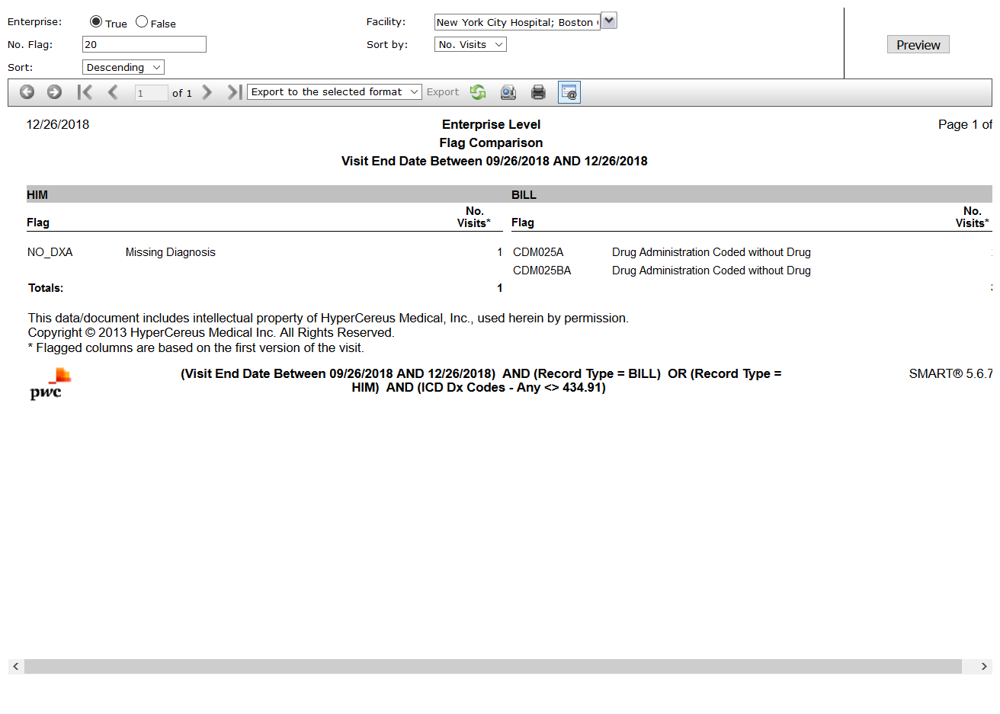 Enterprise: True False Facility: New York City Hospital; Boston
No. Flag: 20 Sort by: No. Visits
Preview
Sort: Descending
1 of 1 Export to the selected format Export
12/26/2018 Enterprise Level Page 1 of
Flag Comparison
Visit End Date Between 09/26/2018 AND 12/26/2018
HIM BILL
Flag No. Visits* Flag No. Visits*
NO_DXA Missing Diagnosis 1 CDM025A Drug Administration Coded without Drug
CDM025BA Drug Administration Coded without Drug
Totals: 1
This data/document includes intellectual property of HyperCereus Medical, Inc., used herein by permission.
Copyright © 2013 HyperCereus Medical Inc. All Rights Reserved.
* Flagged columns are based on the first version of the visit.
pwc
(Visit End Date Between 09/26/2018 AND 12/26/2018) AND (Record Type = BILL) OR (Record Type =
HIM) AND (ICD Dx Codes - Any <> 434.91)
SMART® 5.6.7